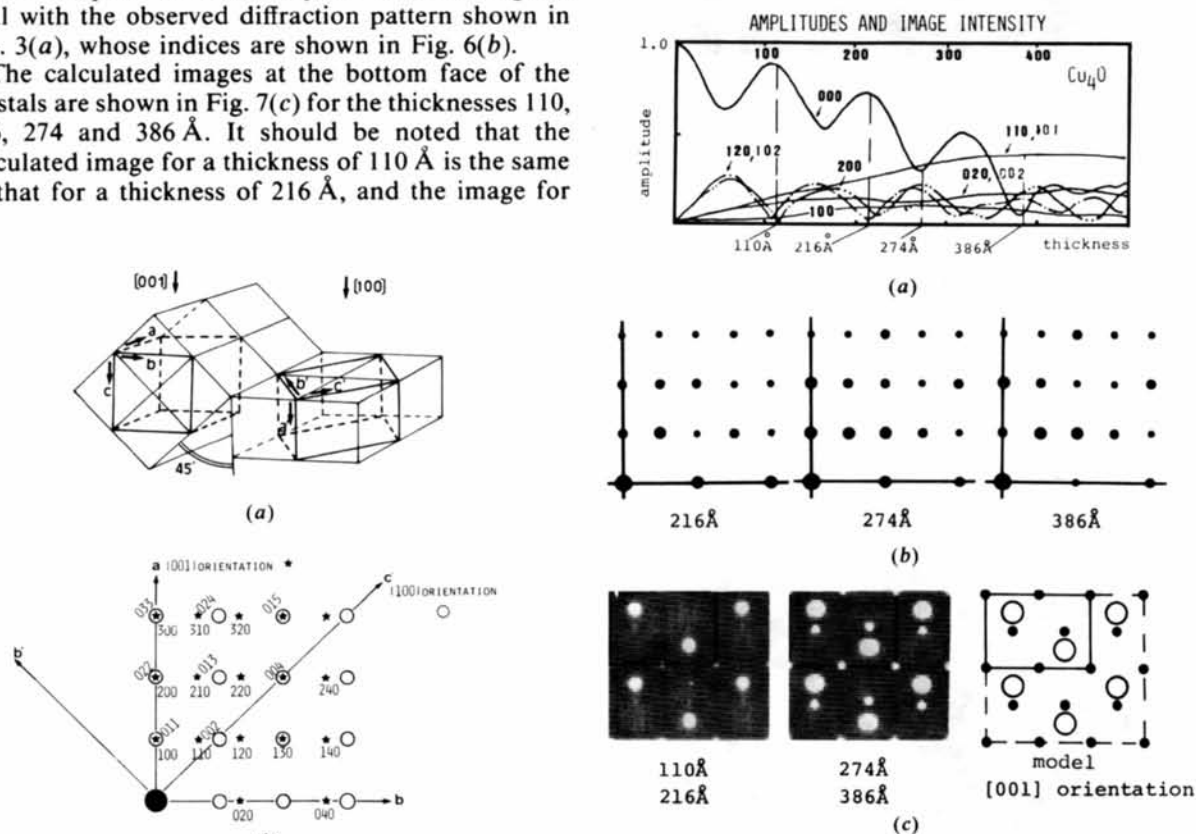 l with the observed diffraction pattern shown in
. 3(a), whose indices are shown in Fig. 6(b).
The calculated images at the bottom face of the
stals are shown in Fig. 7(c) for the thicknesses 110,
, 274 and 386 Å. It should be noted that the
culated image for a thickness of 110 Å is the same
that for a thickness of 216 Å, and the image for
[001] [100]
a
b
c
b' c'
a'
45°
(a)
a [001] ORIENTATION ★
c'
[100] ORIENTATION
033 024 015
300 310 320
b'
022 013 004
200 210 220 240
011 002
100 110 120 130 140
020 040 b
AMPLITUDES AND IMAGE INTENSITY
1.0 100 200 300 400
Cu4O
amplitude
000
110,101
120,102
200
020,002
100
110Å 216Å 274Å 386Å thickness
(a)
216Å 274Å 386Å
(b)
110Å 274Å model
216Å 386Å [001] orientation
(c)